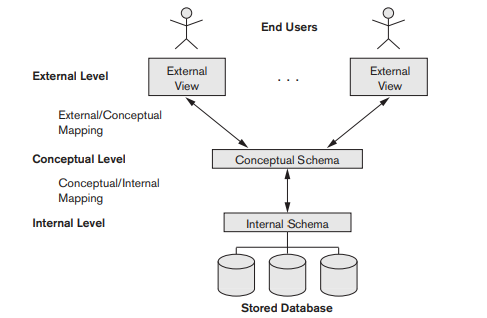 End Users
External Level
External
View
. . .
External
View
External/Conceptual
Mapping
Conceptual Level
Conceptual Schema
Conceptual/Internal
Mapping
Internal Level
Internal Schema
Stored Database